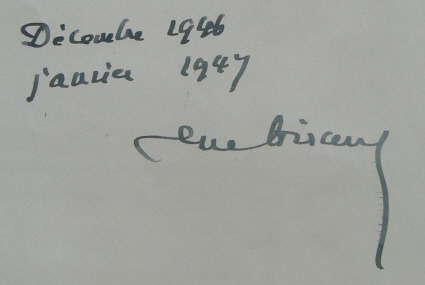 Décembre 1946
janvier 1947